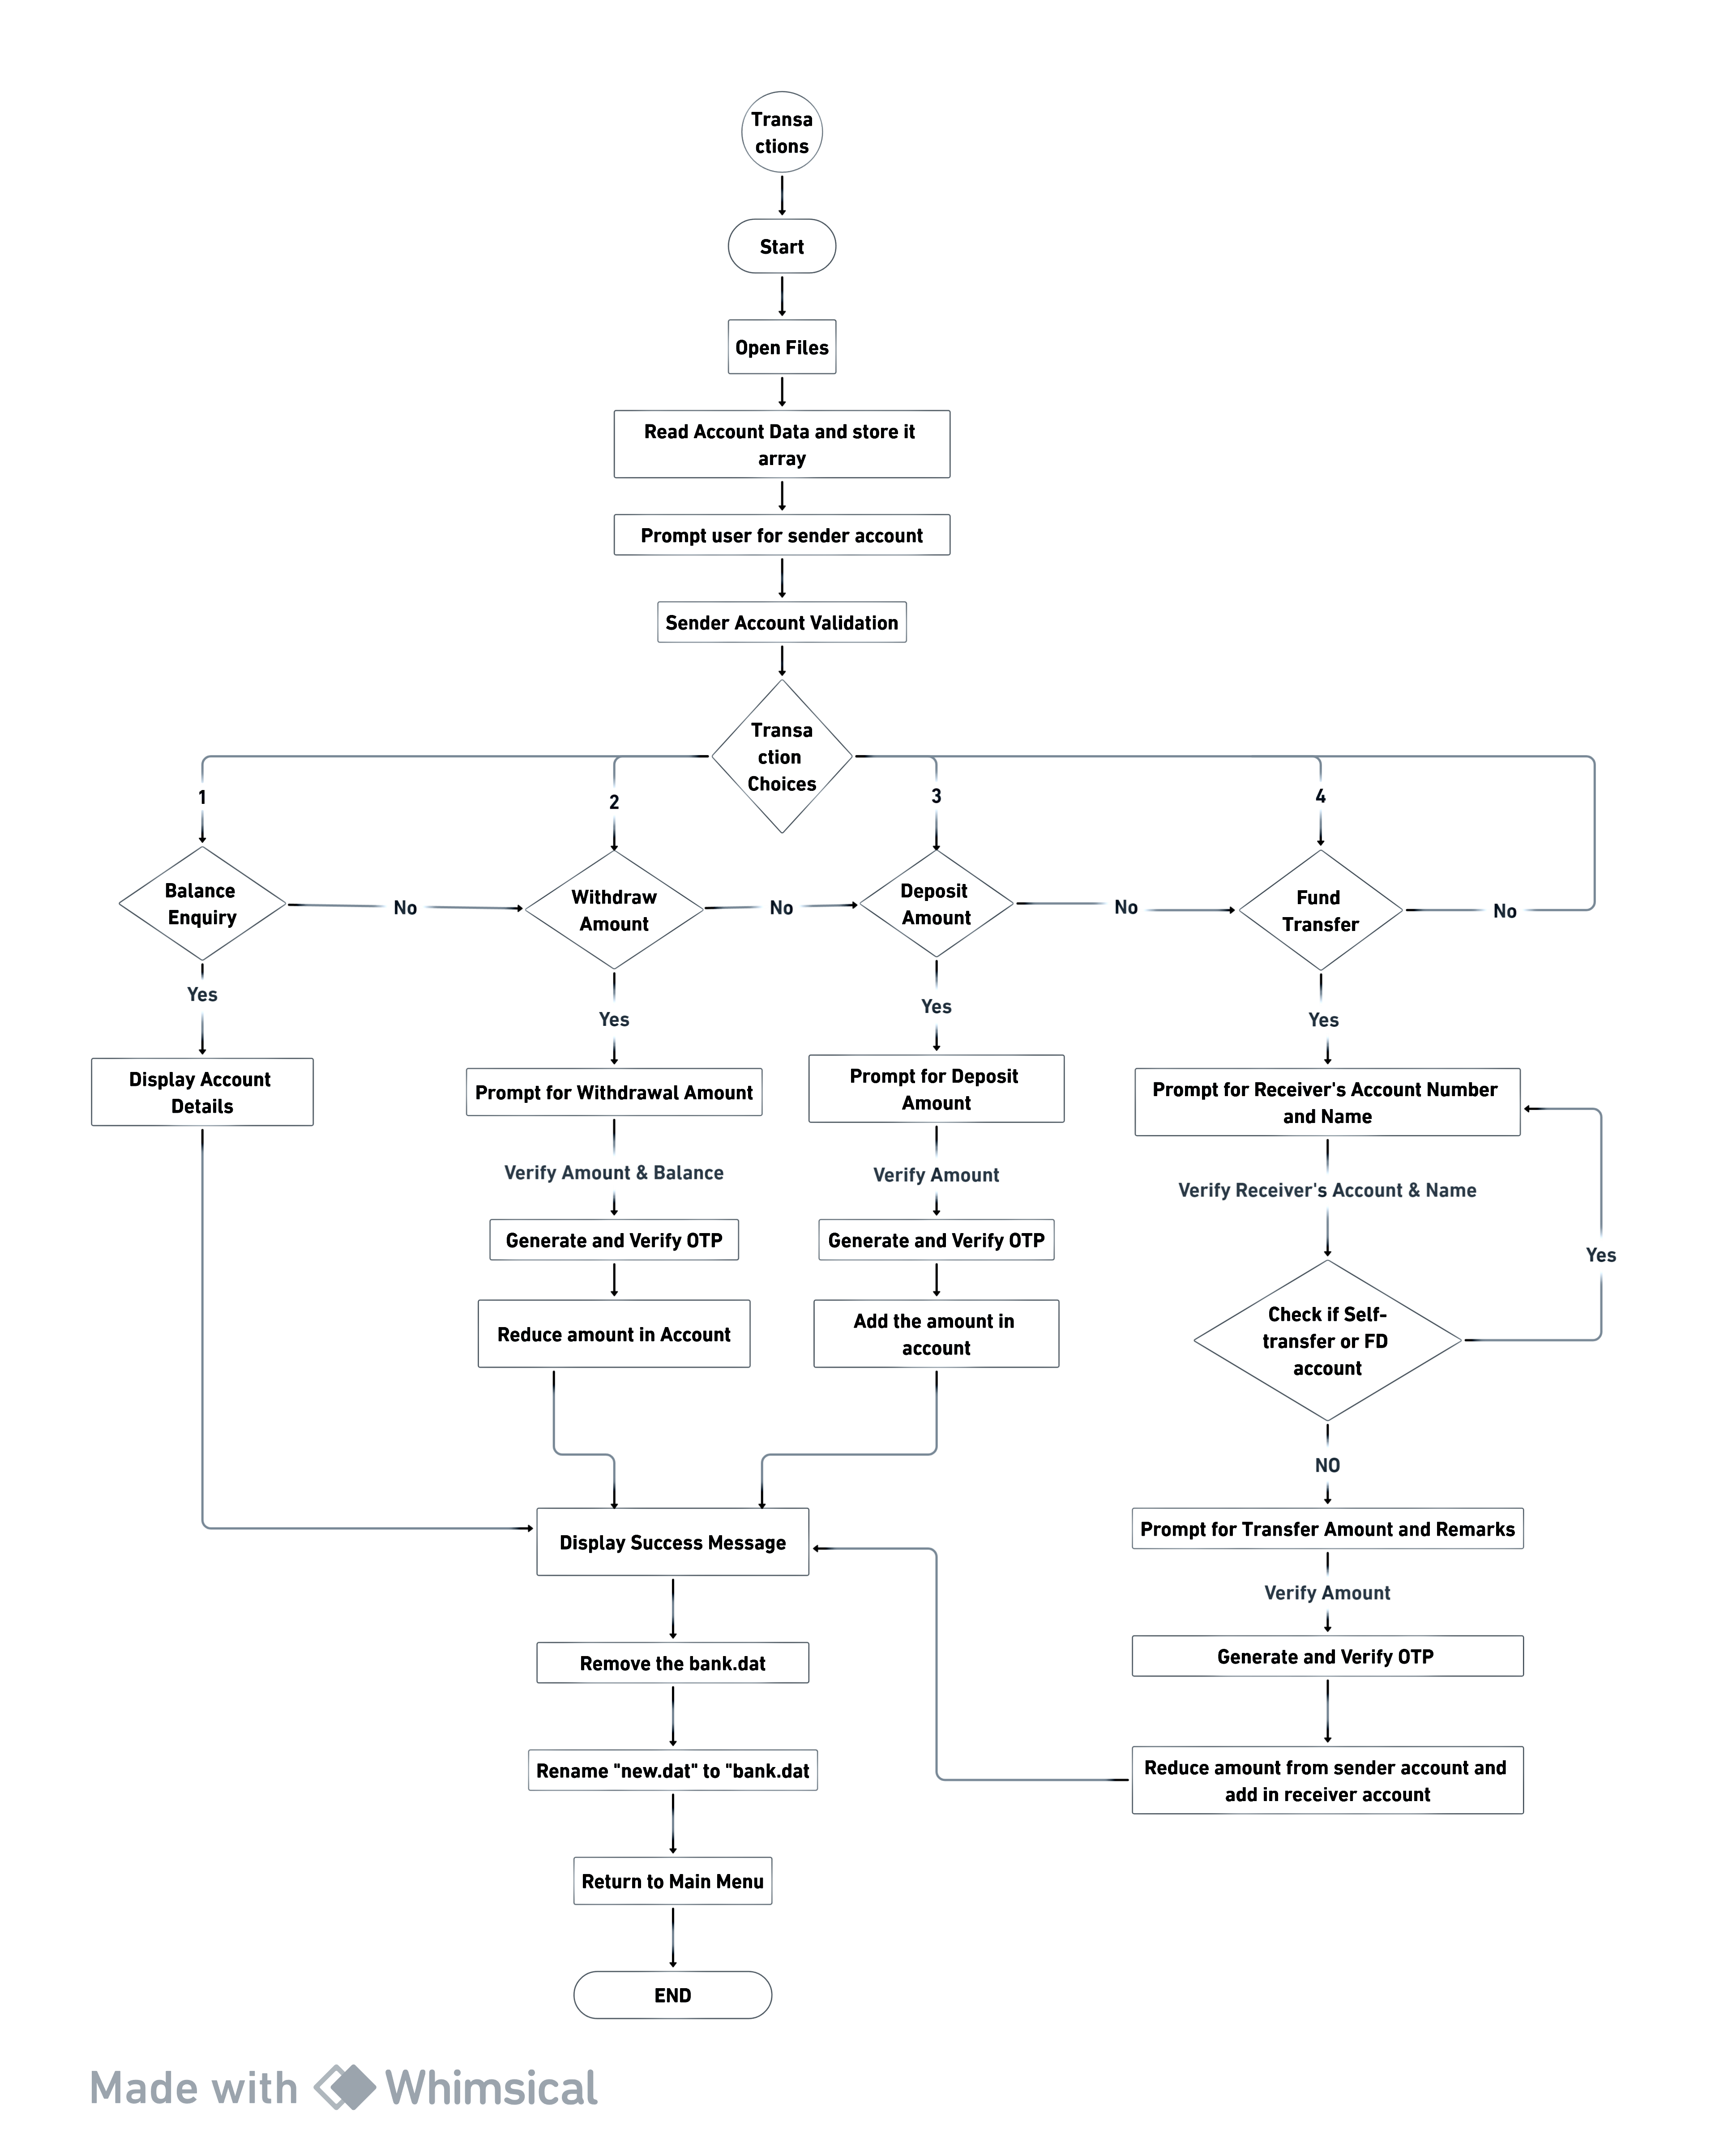 Transa
ctions
Start
Open Files
Read Account Data and store it
array
Prompt user for sender account
Sender Account Validation
Transa
ction
Choices
1
2
3
4
Balance
Enquiry
No
Withdraw
Amount
No
Deposit
Amount
No
Fund
Transfer
No
Yes
Yes
Yes
Yes
Display Account
Details
Prompt for Withdrawal Amount
Prompt for Deposit
Amount
Prompt for Receiver's Account Number
and Name
Verify Amount & Balance
Verify Amount
Verify Receiver's Account & Name
Generate and Verify OTP
Generate and Verify OTP
Yes
Reduce amount in Account
Add the amount in
account
Check if Self-
transfer or FD
account
NO
Display Success Message
Prompt for Transfer Amount and Remarks
Verify Amount
Remove the bank.dat
Generate and Verify OTP
Rename "new.dat" to "bank.dat
Reduce amount from sender account and
add in receiver account
Return to Main Menu
END
Made with Whimsical